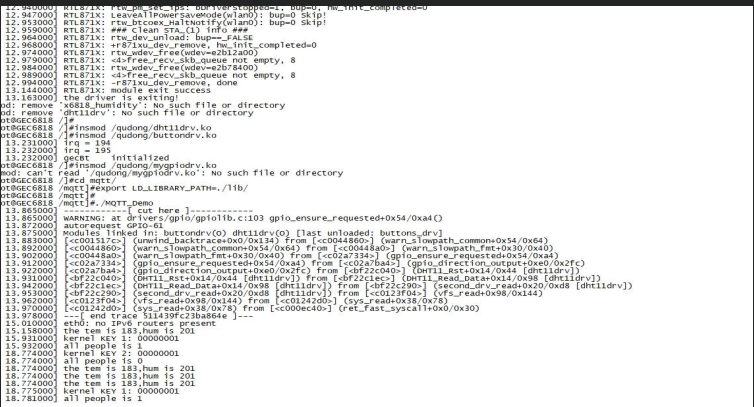 12.940000] RTL871X: rtw_pm_set_ips: bDriverStopped=1, bup=0, hw_init_completed=0
12.947000] RTL871X: LeaveAllPowerSaveMode(wlan0): bup=0 Skip!
12.953000] RTL871X: rtw_btcoex_HaltNotify(wlan0): bup=0 Skip!
12.959000] RTL871X: ### Clean STA_(1) info ###
12.964000] RTL871X: rtw_dev_unload: bup==_FALSE
12.968000] +r871xu_dev_remove, hw_init_completed=0
12.974000] RTL871X: rtw_wdev_free(wdev=e2b12a00)
12.979000] RTL871X: <4>free_recv_skb_queue not empty, 8
12.984000] RTL871X: rtw_wdev_free(wdev=e2b78400)
12.989000] RTL871X: <4>free_recv_skb_queue not empty, 8
12.994000] RTL871X: -r871xu_dev_remove, done
13.144000] RTL871X: module exit success
13.163000] the driver is exiting!
od: remove 'x6818_humidity': No such file or directory
od: remove 'dht11drv': No such file or directory
ot@GEC6818 /]#
ot@GEC6818 /]#insmod /qudong/dht11drv.ko
ot@GEC6818 /]#insmod /qudong/buttondrv.ko
13.231000] irq = 194
13.232000] irq = 195
13.232000] gecBt initialized
ot@GEC6818 /]#insmod /qudong/mygpiodrv.ko
mod: can't read '/qudong/mygpiodrv.ko': No such file or directory
ot@GEC6818 /]#cd mqtt/
ot@GEC6818 /mqtt]#export LD_LIBRARY_PATH=./lib/
ot@GEC6818 /mqtt]#
ot@GEC6818 /mqtt]#./MQTT_Demo
13.865000] ------------[ cut here ]------------
13.865000] WARNING: at drivers/gpio/gpiolib.c:103 gpio_ensure_requested+0x54/0xa4()
13.872000] autorequest GPIO-61
13.875000] Modules linked in: buttondrv(O) dht11drv(O) [last unloaded: buttons_drv]
13.883000] [<c001517c>] (unwind_backtrace+0x0/0x134) from [<c0044860>] (warn_slowpath_common+0x54/0x64)
13.892000] [<c0044860>] (warn_slowpath_common+0x54/0x64) from [<c00448a0>] (warn_slowpath_fmt+0x30/0x40)
13.902000] [<c00448a0>] (warn_slowpath_fmt+0x30/0x40) from [<c02a7334>] (gpio_ensure_requested+0x54/0xa4)
13.912000] [<c02a7334>] (gpio_ensure_requested+0x54/0xa4) from [<c02a7ba4>] (gpio_direction_output+0xe0/0x2fc)
13.922000] [<c02a7ba4>] (gpio_direction_output+0xe0/0x2fc) from [<bf22c040>] (DHT11_Rst+0x14/0x44 [dht11drv])
13.931000] [<bf22c040>] (DHT11_Rst+0x14/0x44 [dht11drv]) from [<bf22c1ec>] (DHT11_Read_Data+0x14/0x98 [dht11drv])
13.942000] [<bf22c1ec>] (DHT11_Read_Data+0x14/0x98 [dht11drv]) from [<bf22c290>] (second_drv_read+0x20/0xd8 [dht11drv])
13.953000] [<bf22c290>] (second_drv_read+0x20/0xd8 [dht11drv]) from [<c0123f04>] (vfs_read+0x98/0x144)
13.962000] [<c0123f04>] (vfs_read+0x98/0x144) from [<c01242d0>] (sys_read+0x38/0x78)
13.970000] [<c01242d0>] (sys_read+0x38/0x78) from [<c000ec40>] (ret_fast_syscall+0x0/0x30)
13.978000] ---[ end trace 511439fc23ba864e ]---
15.010000] eth0: no IPv6 routers present
15.158000] the tem is 183,hum is 201
15.931000] kernel KEY 1: 00000001
15.932000] all people is 1
18.774000] kernel KEY 2: 00000001
18.774000] all people is 0
18.774000] the tem is 183,hum is 201
18.774000] the tem is 183,hum is 201
18.774000] the tem is 183,hum is 201
18.775000] kernel KEY 1: 00000001
18.781000] all people is 1